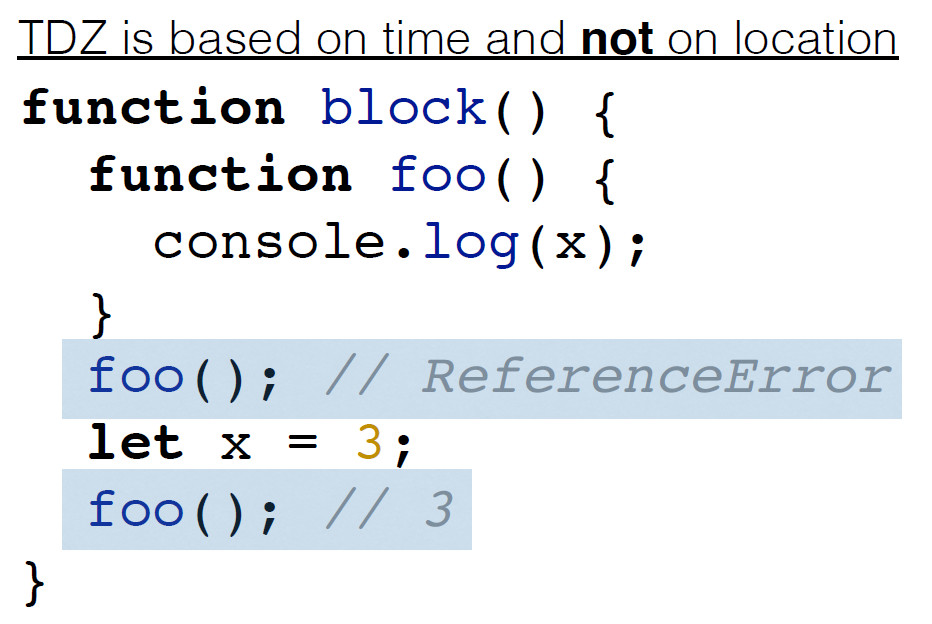 TDZ is based on time and not on location
function block() {
  function foo() {
    console.log(x);
  }
  foo(); // ReferenceError
  let x = 3;
  foo(); // 3
}